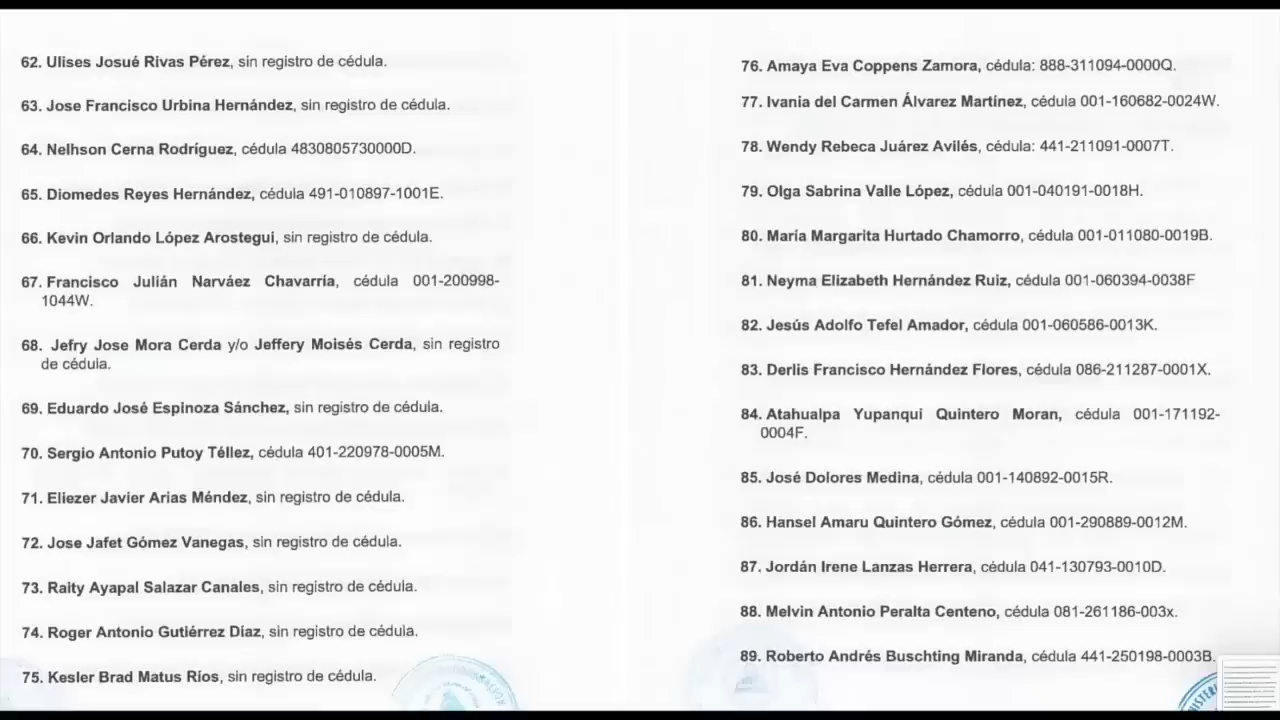 62. Ulises Josué Rivas Pérez, sin registro de cédula.
63. Jose Francisco Urbina Hernández, sin registro de cédula.
64. Nelhson Cerna Rodríguez, cédula 4830805730000D.
65. Diomedes Reyes Hernández, cédula 491-010897-1001E.
66. Kevin Orlando López Arostegui, sin registro de cédula.
67. Francisco Julián Narváez Chavarría, cédula 001-200998-
1044W.
68. Jefry Jose Mora Cerda y/o Jeffery Moisés Cerda, sin registro
de cédula.
69. Eduardo José Espinoza Sánchez, sin registro de cédula.
70. Sergio Antonio Putoy Téllez, cédula 401-220978-0005M.
71. Eliezer Javier Arias Méndez, sin registro de cédula.
72. Jose Jafet Gómez Vanegas, sin registro de cédula.
73. Raity Ayapal Salazar Canales, sin registro de cédula.
74. Roger Antonio Gutiérrez Díaz, sin registro de cédula.
75. Kesler Brad Matus Ríos, sin registro de cédula.
76. Amaya Eva Coppens Zamora, cédula: 888-311094-0000Q.
77. Ivania del Carmen Álvarez Martínez, cédula 001-160682-0024W.
78. Wendy Rebeca Juárez Avilés, cédula: 441-211091-0007T.
79. Olga Sabrina Valle López, cédula 001-040191-0018H.
80. María Margarita Hurtado Chamorro, cédula 001-011080-0019B.
81. Neyma Elizabeth Hernández Ruiz, cédula 001-060394-0038F
82. Jesús Adolfo Tefel Amador, cédula 001-060586-0013K.
83. Derlis Francisco Hernández Flores, cédula 086-211287-0001X.
84. Atahualpa Yupanqui Quintero Moran, cédula 001-171192-
0004F.
85. José Dolores Medina, cédula 001-140892-0015R.
86. Hansel Amaru Quintero Gómez, cédula 001-290889-0012M.
87. Jordán Irene Lanzas Herrera, cédula 041-130793-0010D.
88. Melvin Antonio Peralta Centeno, cédula 081-261186-003x.
89. Roberto Andrés Buschting Miranda, cédula 441-250198-0003B.